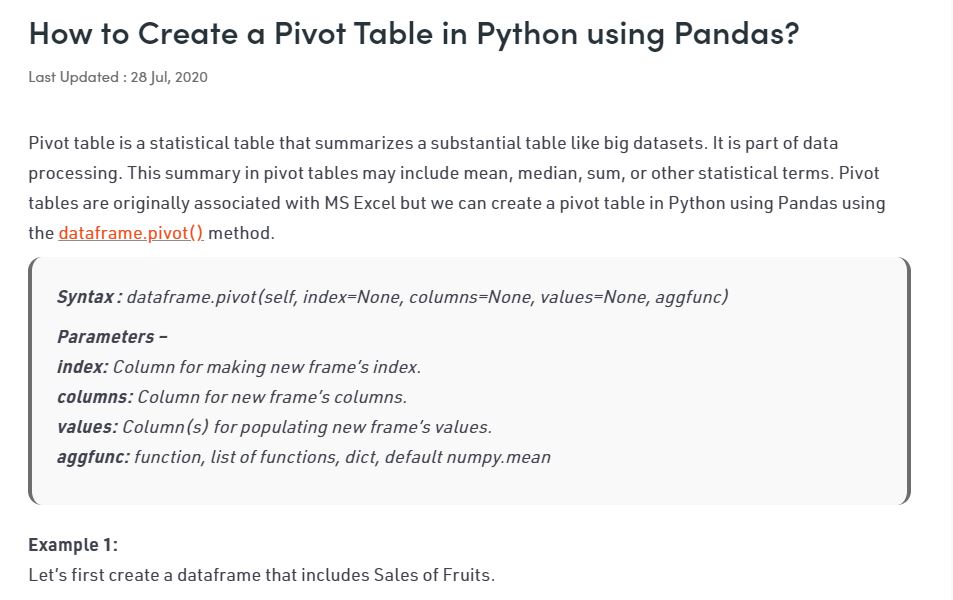 How to Create a Pivot Table in Python using Pandas?
Last Updated : 28 Jul, 2020
Pivot table is a statistical table that summarizes a substantial table like big datasets. It is part of data
processing. This summary in pivot tables may include mean, median, sum, or other statistical terms. Pivot
tables are originally associated with MS Excel but we can create a pivot table in Python using Pandas using
the dataframe.pivot() method.
Syntax : dataframe.pivot(self, index=None, columns=None, values=None, aggfunc)
Parameters –
index: Column for making new frame’s index.
columns: Column for new frame’s columns.
values: Column(s) for populating new frame’s values.
aggfunc: function, list of functions, dict, default numpy.mean
Example 1:
Let’s first create a dataframe that includes Sales of Fruits.